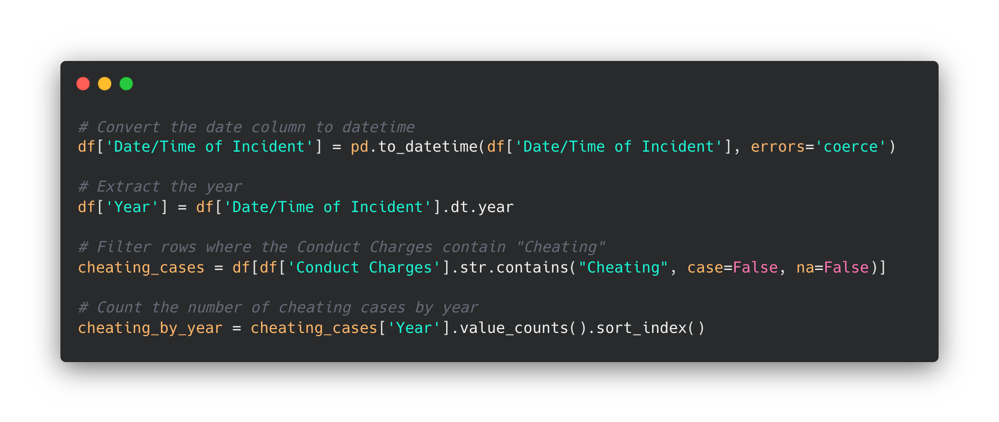 # Convert the date column to datetime
df['Date/Time of Incident'] = pd.to_datetime(df['Date/Time of Incident'], errors='coerce')
# Extract the year
df['Year'] = df['Date/Time of Incident'].dt.year
# Filter rows where the Conduct Charges contain "Cheating"
cheating_cases = df[df['Conduct Charges'].str.contains("Cheating", case=False, na=False)]
# Count the number of cheating cases by year
cheating_by_year = cheating_cases['Year'].value_counts().sort_index()